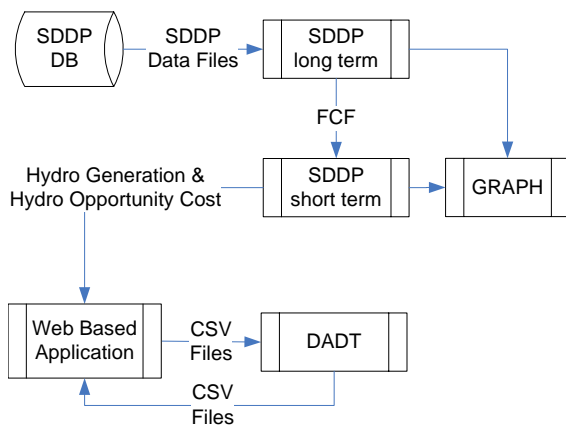 SDDP
DB
SDDP
Data Files
SDDP
long term
FCF
Hydro Generation &
Hydro Opportunity Cost
SDDP
short term
GRAPH
Web Based
Application
CSV
Files
DADT
CSV
Files